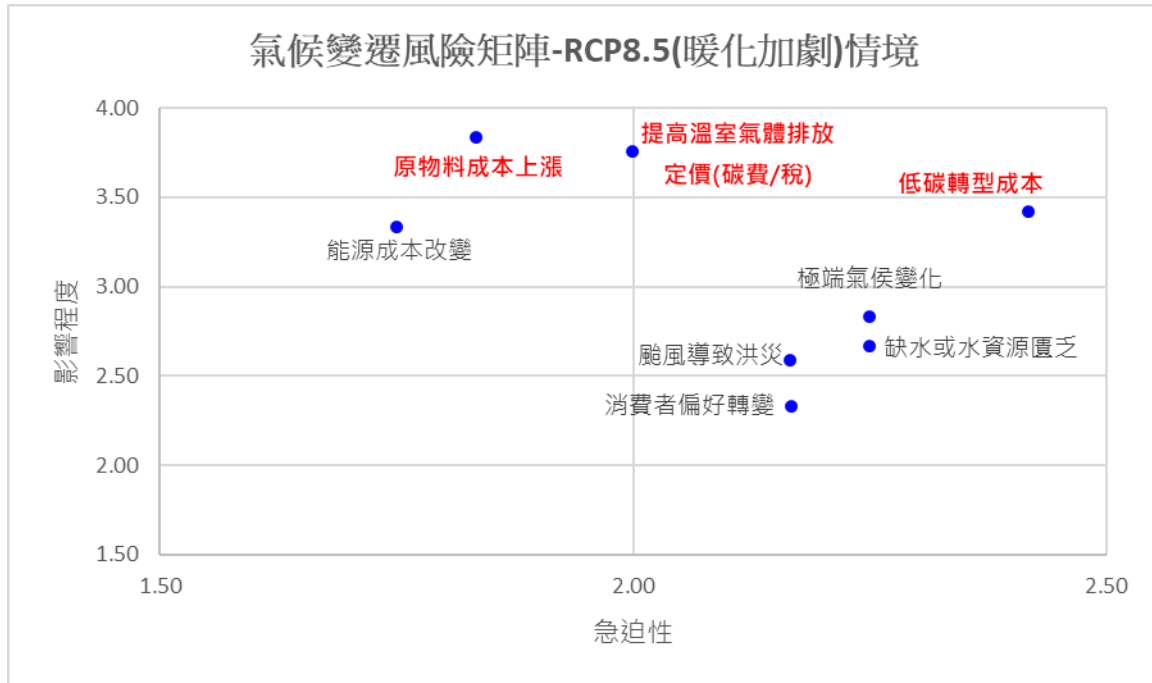 氣候變遷風險矩陣-RCP8.5(暖化加劇)情境
4.00
3.50
3.00
2.50
2.00
1.50
影響程度
提高溫室氣體排放
定價(碳費/稅)
原物料成本上漲
低碳轉型成本
能源成本改變
極端氣侯變化
颱風導致洪災
缺水或水資源匱乏
消費者偏好轉變
1.50
2.00
2.50
急迫性